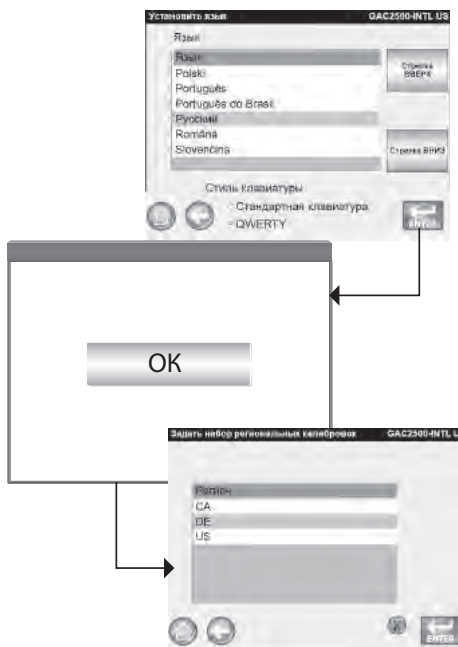 Установить язык GAC2500-INTL US
Язык
Язык
Polski
Português
Português do Brasil
Русский
Română
Slovenčina
Стрелка
ВВЕРХ
Стрелка ВНИЗ
Стиль клавиатуры
Стандартная клавиатура
QWERTY
ENTER
OK
Задать набор региональных калибровок GAC2500-INTL U
Регион
CA
DE
US
ENTER